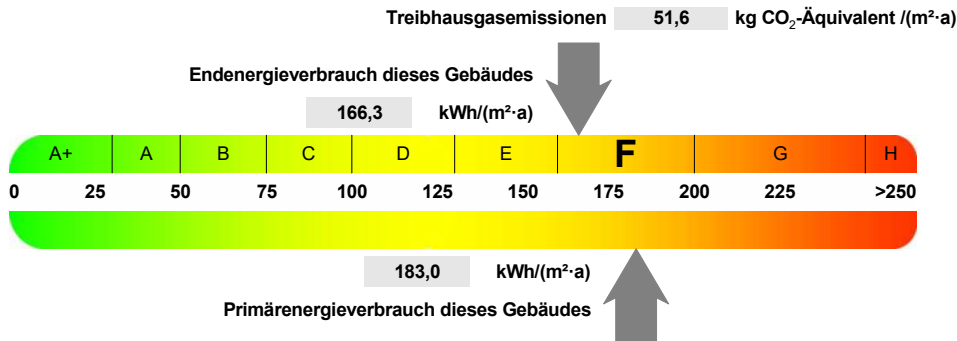 Treibhausgasemissionen 51,6 kg CO₂-Äquivalent /(m²·a)
Endenergieverbrauch dieses Gebäudes
166,3 kWh/(m²·a)
A+ A B C D E F G H
0 25 50 75 100 125 150 175 200 225 >250
183,0 kWh/(m²·a)
Primärenergieverbrauch dieses Gebäudes